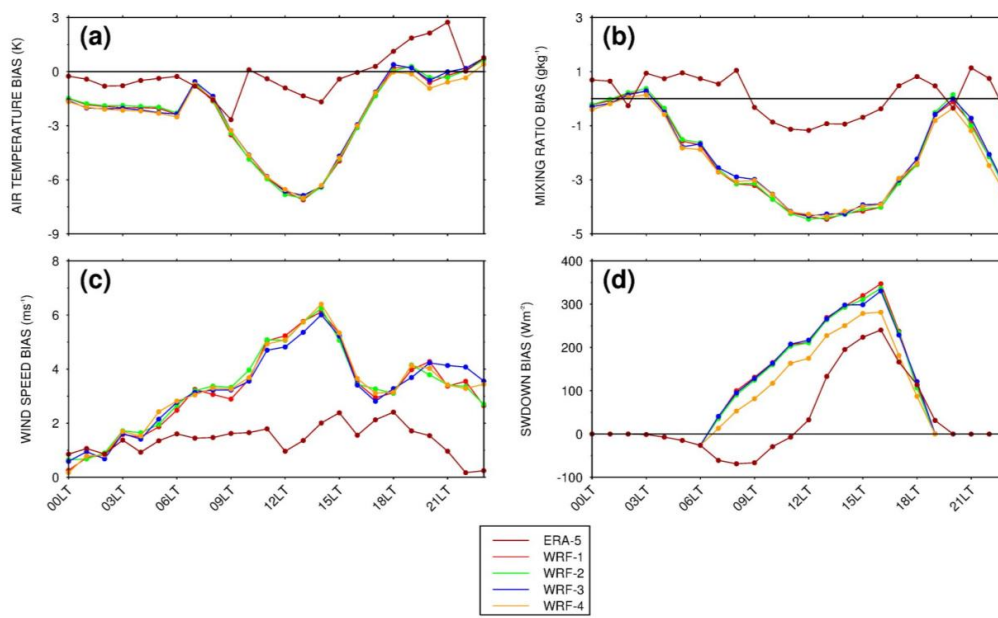 (a)
AIR TEMPERATURE BIAS (K)
3
0
-3
-6
-9
(b)
MIXING RATIO BIAS (gkg⁻¹)
3
1
-1
-3
-5
(c)
WIND SPEED BIAS (ms⁻¹)
8
6
4
2
0
00LT
03LT
06LT
09LT
12LT
15LT
18LT
21LT
(d)
SWDOWN BIAS (Wm⁻²)
400
300
200
100
0
-100
00LT
03LT
06LT
09LT
12LT
15LT
18LT
21LT
ERA-5
WRF-1
WRF-2
WRF-3
WRF-4